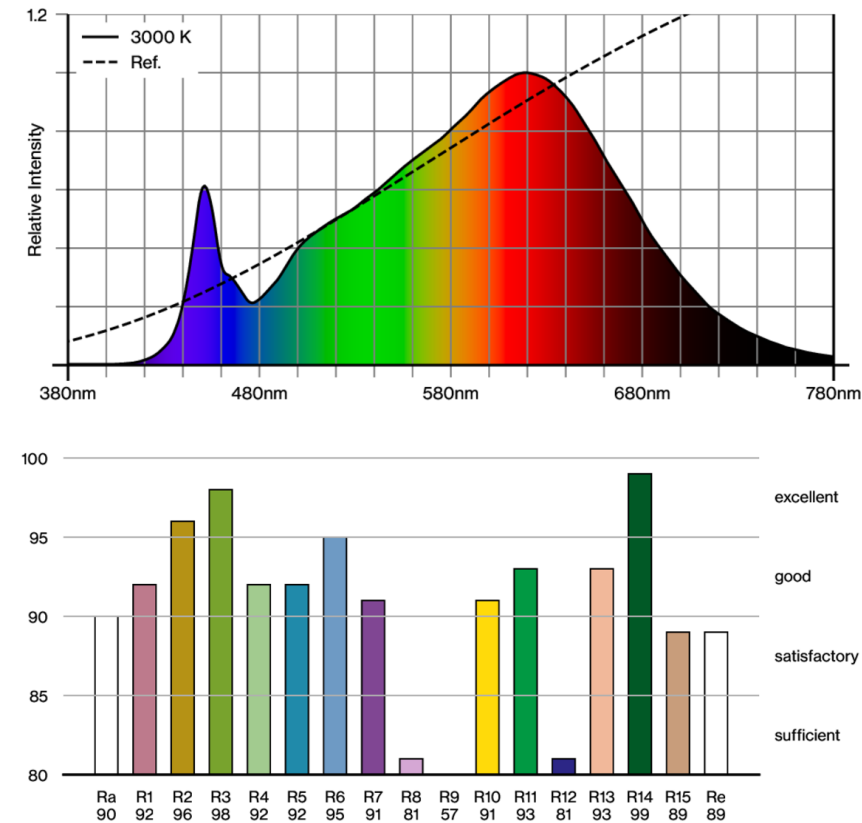 1.2
3000 K
Ref.
Relative Intensity
380nm 480nm 580nm 680nm 780nm
100
excellent
95
good
90
satisfactory
85
sufficient
80
Ra R1 R2 R3 R4 R5 R6 R7 R8 R9 R10 R11 R12 R13 R14 R15 Re
90 92 96 98 92 92 95 91 81 57 91 93 81 93 99 89 89